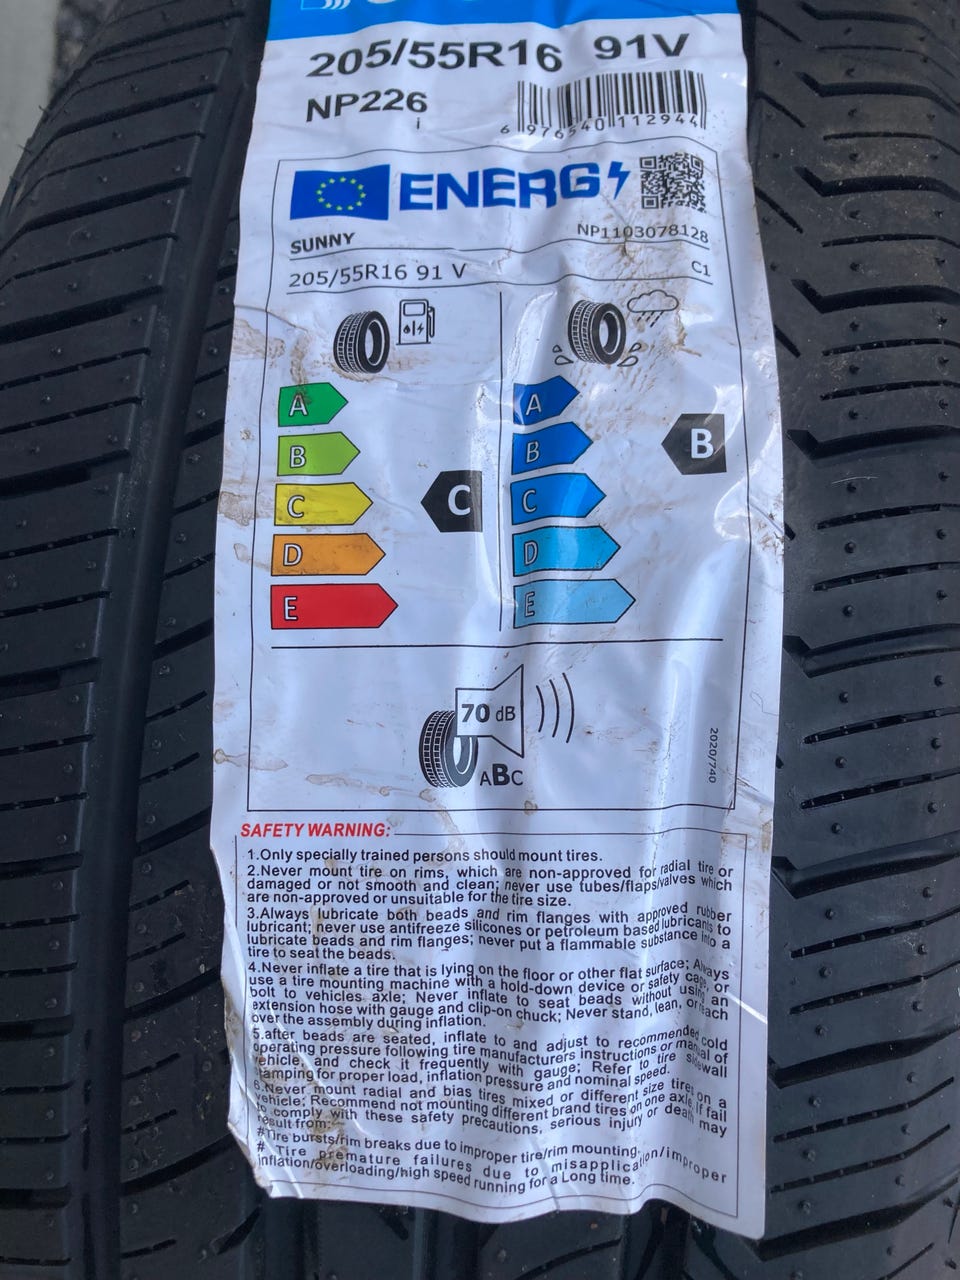 205/55R16 91V
NP226
6 976540 112944
ENERG
SUNNY NP1103078128
205/55R16 91 V C1
A
B
C
D
E
C
A
B
C
D
E
B
70 dB
ABC
2020/740
SAFETY WARNING:
1.Only specially trained persons should mount tires.
2.Never mount tire on rims, which are non-approved for radial tire or
damaged or not smooth and clean; never use tubes/flaps/valves which
are non-approved or unsuitable for the tire size.
3.Always lubricate both beads and rim flanges with approved rubber
lubricant; never use antifreeze silicones or petroleum based lubricants to
lubricate beads and rim flanges; never put a flammable substance into a
tire to seat the beads.
4.Never inflate a tire that is lying on the floor or other flat surface; Always
use a tire mounting machine with a hold-down device or safety cage, or
bolt to vehicles axle; Never inflate to seat beads without using an
extension hose with gauge and clip-on chuck; Never stand, lean, or reach
over the assembly during inflation.
5.after beads are seated, inflate to and adjust to recommended cold
operating pressure following tire manufacturers instructions or manual of
vehicle, and check it frequently with gauge; Refer to tire sidewall
stamping for proper load, inflation pressure and nominal speed.
6.Never mount radial and bias tires mixed or different size tires on a
vehicle; Recommend not mounting different brand tires on one axle. If fail
to comply with these safety precautions, serious injury or death may
result from:
#Tire bursts/rim breaks due to improper tire/rim mounting.
# Tire premature failures due to misapplication/improper
inflation/overloading/high speed running for a Long time.